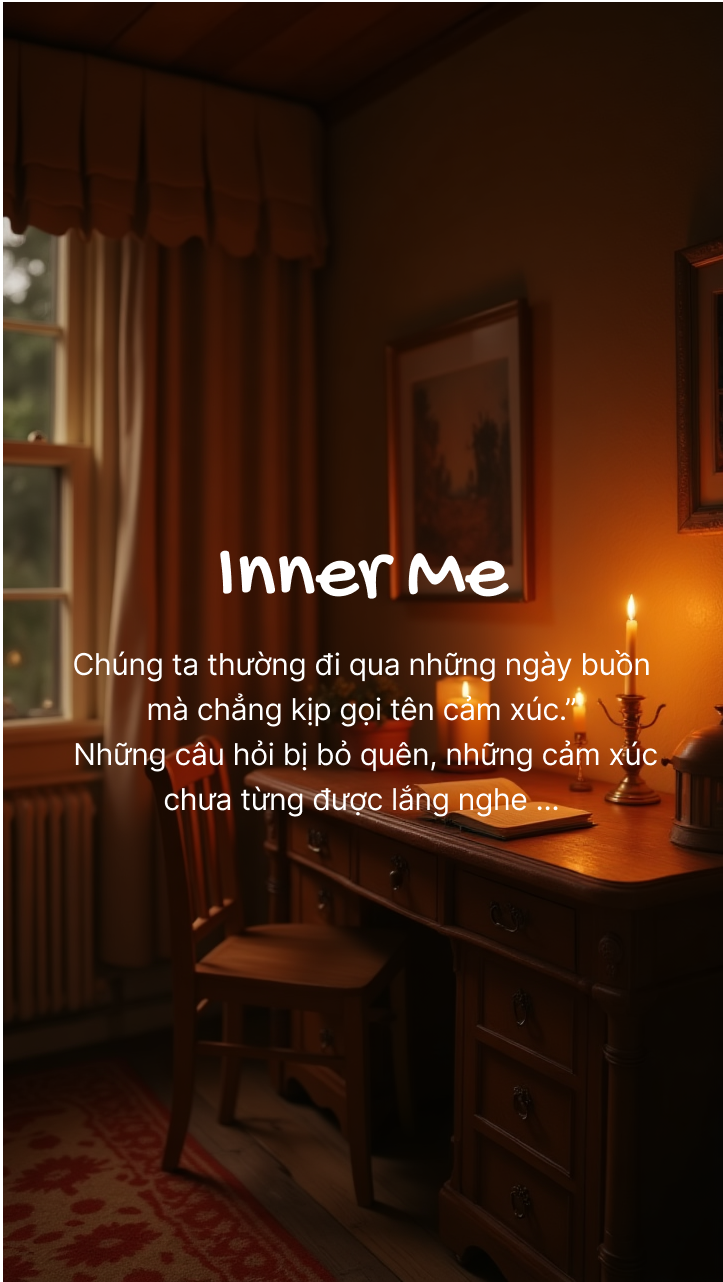 Inner Me
Chúng ta thường đi qua những ngày buồn
mà chẳng kịp gọi tên cảm xúc.”
Những câu hỏi bị bỏ quên, những cảm xúc
chưa từng được lắng nghe ...